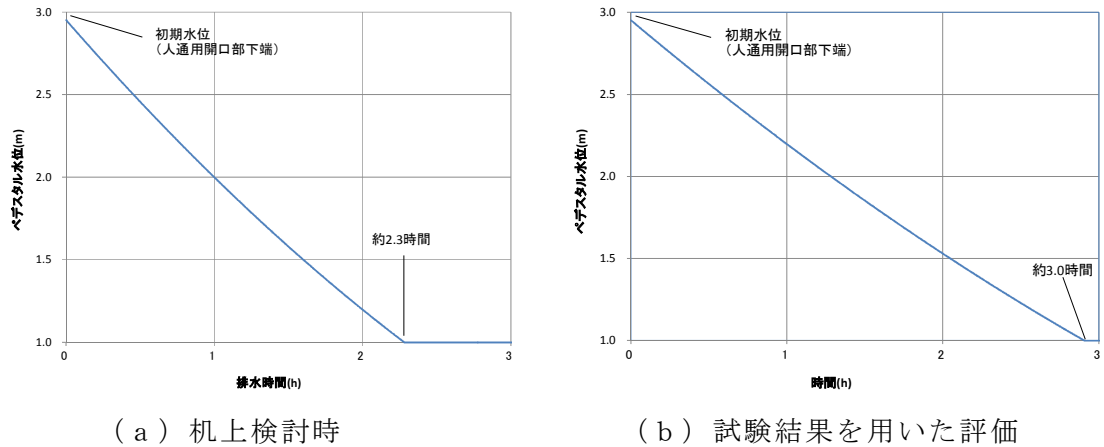 3.0
初期水位
（人通用開口部下端）
2.5
ペデスタル水位(m)
2.0
約2.3時間
1.5
1.0
0
1
2
3
排水時間(h)
（a）机上検討時
3.0
初期水位
（人通用開口部下端）
2.5
ペデスタル水位(m)
2.0
1.5
約3.0時間
1.0
0
1
2
3
時間(h)
（b）試験結果を用いた評価